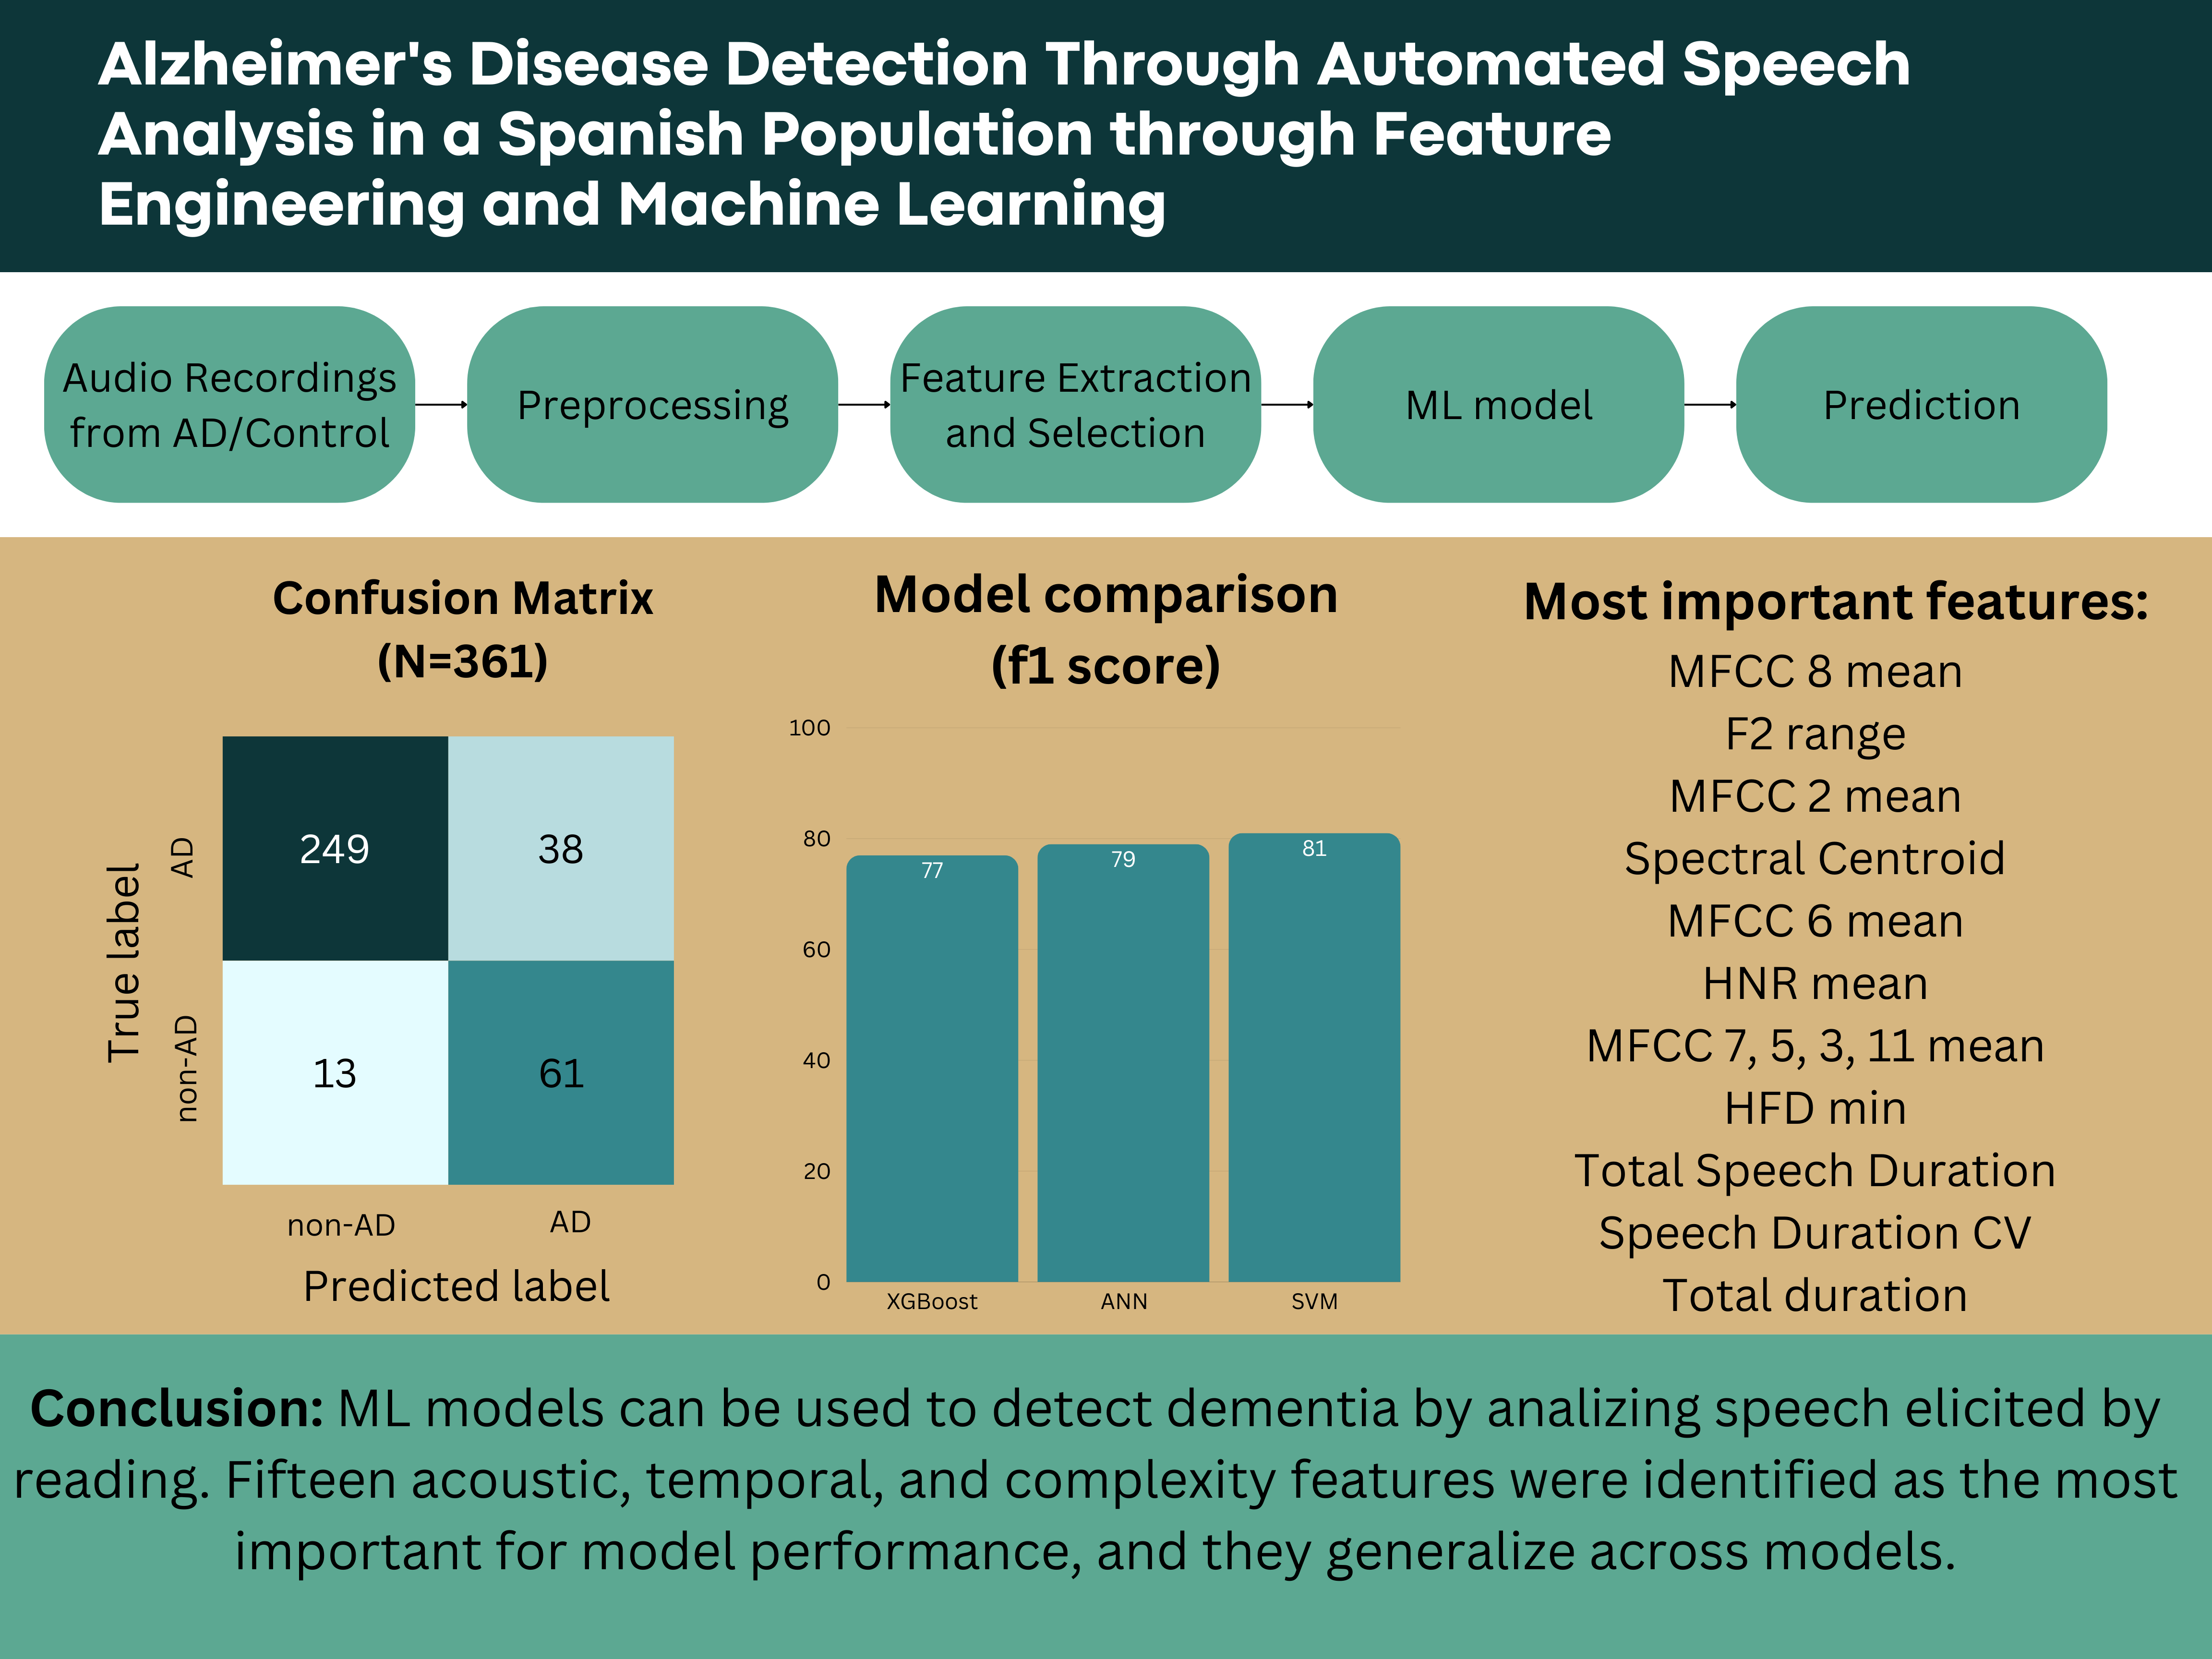 Alzheimer's Disease Detection Through Automated Speech
Analysis in a Spanish Population through Feature
Engineering and Machine Learning
Audio Recordings
from AD/Control
Preprocessing
Feature Extraction
and Selection
ML model
Prediction
Confusion Matrix
(N=361)
True label
AD
non-AD
249
38
13
61
non-AD
AD
Predicted label
Model comparison
(f1 score)
100
80
60
40
20
0
77
79
81
XGBoost
ANN
SVM
Most important features:
MFCC 8 mean
F2 range
MFCC 2 mean
Spectral Centroid
MFCC 6 mean
HNR mean
MFCC 7, 5, 3, 11 mean
HFD min
Total Speech Duration
Speech Duration CV
Total duration
Conclusion: ML models can be used to detect dementia by analizing speech elicited by
reading. Fifteen acoustic, temporal, and complexity features were identified as the most
important for model performance, and they generalize across models.